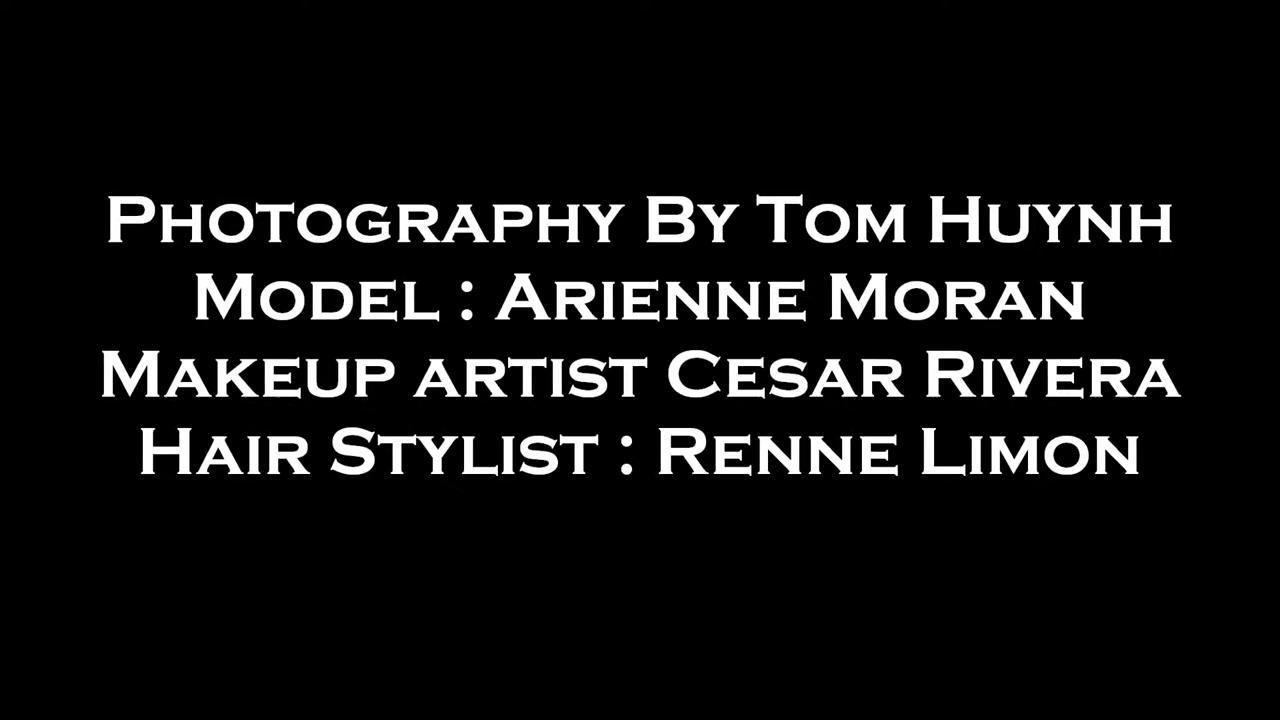 Photography By Tom Huynh
Model : Arienne Moran
Makeup artist Cesar Rivera
Hair Stylist : Renne Limon